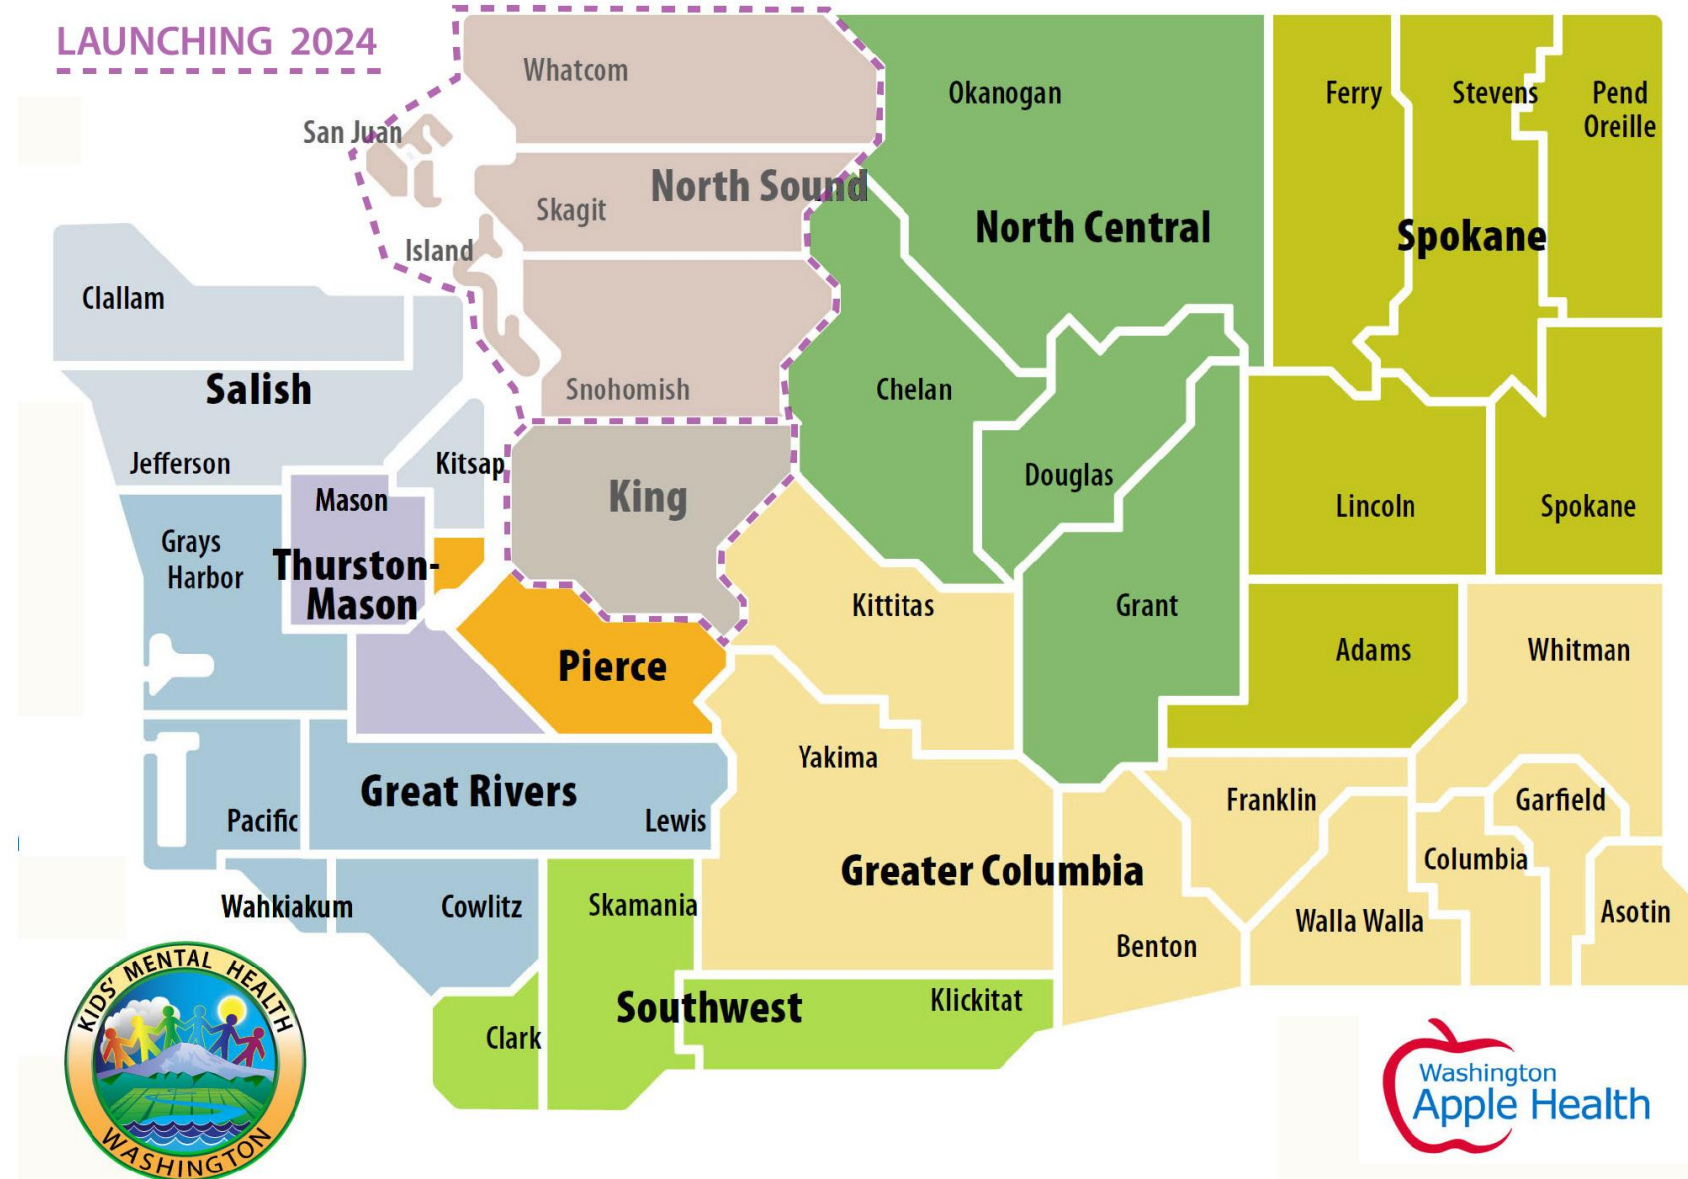 LAUNCHING 2024
Whatcom
San Juan
Skagit
North Sound
Island
Snohomish
King
Okanogan
North Central
Chelan
Douglas
Grant
Ferry
Stevens
Pend
Oreille
Spokane
Lincoln
Spokane
Adams
Clallam
Salish
Jefferson
Kitsap
Mason
Thurston-
Mason
Grays
Harbor
Pierce
Great Rivers
Pacific
Lewis
Wahkiakum
Cowlitz
Kittitas
Yakima
Greater Columbia
Benton
Franklin
Walla Walla
Columbia
Garfield
Whitman
Asotin
Skamania
Southwest
Klickitat
Clark
KIDS' MENTAL HEALTH
WASHINGTON
Washington
Apple Health